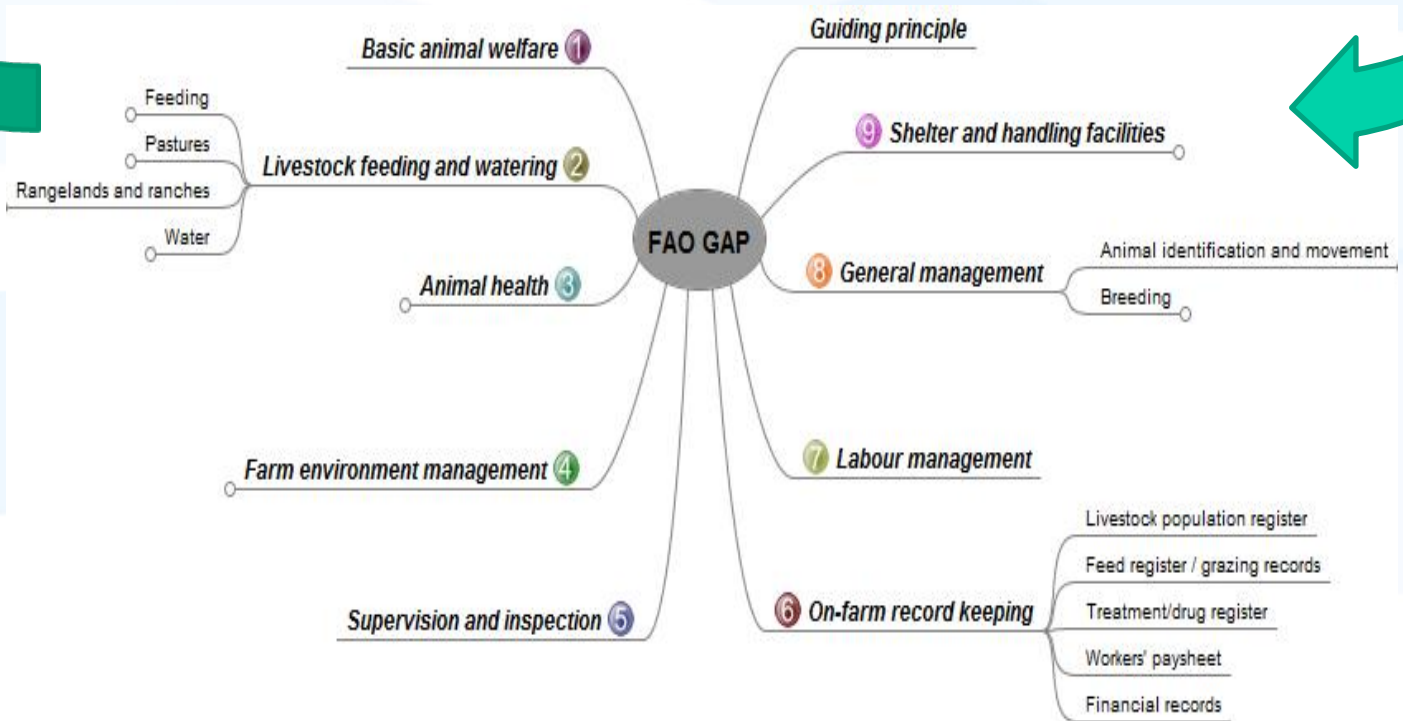 Guiding principle
Basic animal welfare 1
Feeding
Pastures
Rangelands and ranches
Water
Livestock feeding and watering 2
Animal health 3
Farm environment management 4
Supervision and inspection 5
FAO GAP
9 Shelter and handling facilities
8 General management
Animal identification and movement
Breeding
7 Labour management
6 On-farm record keeping
Livestock population register
Feed register / grazing records
Treatment/drug register
Workers' paysheet
Financial records